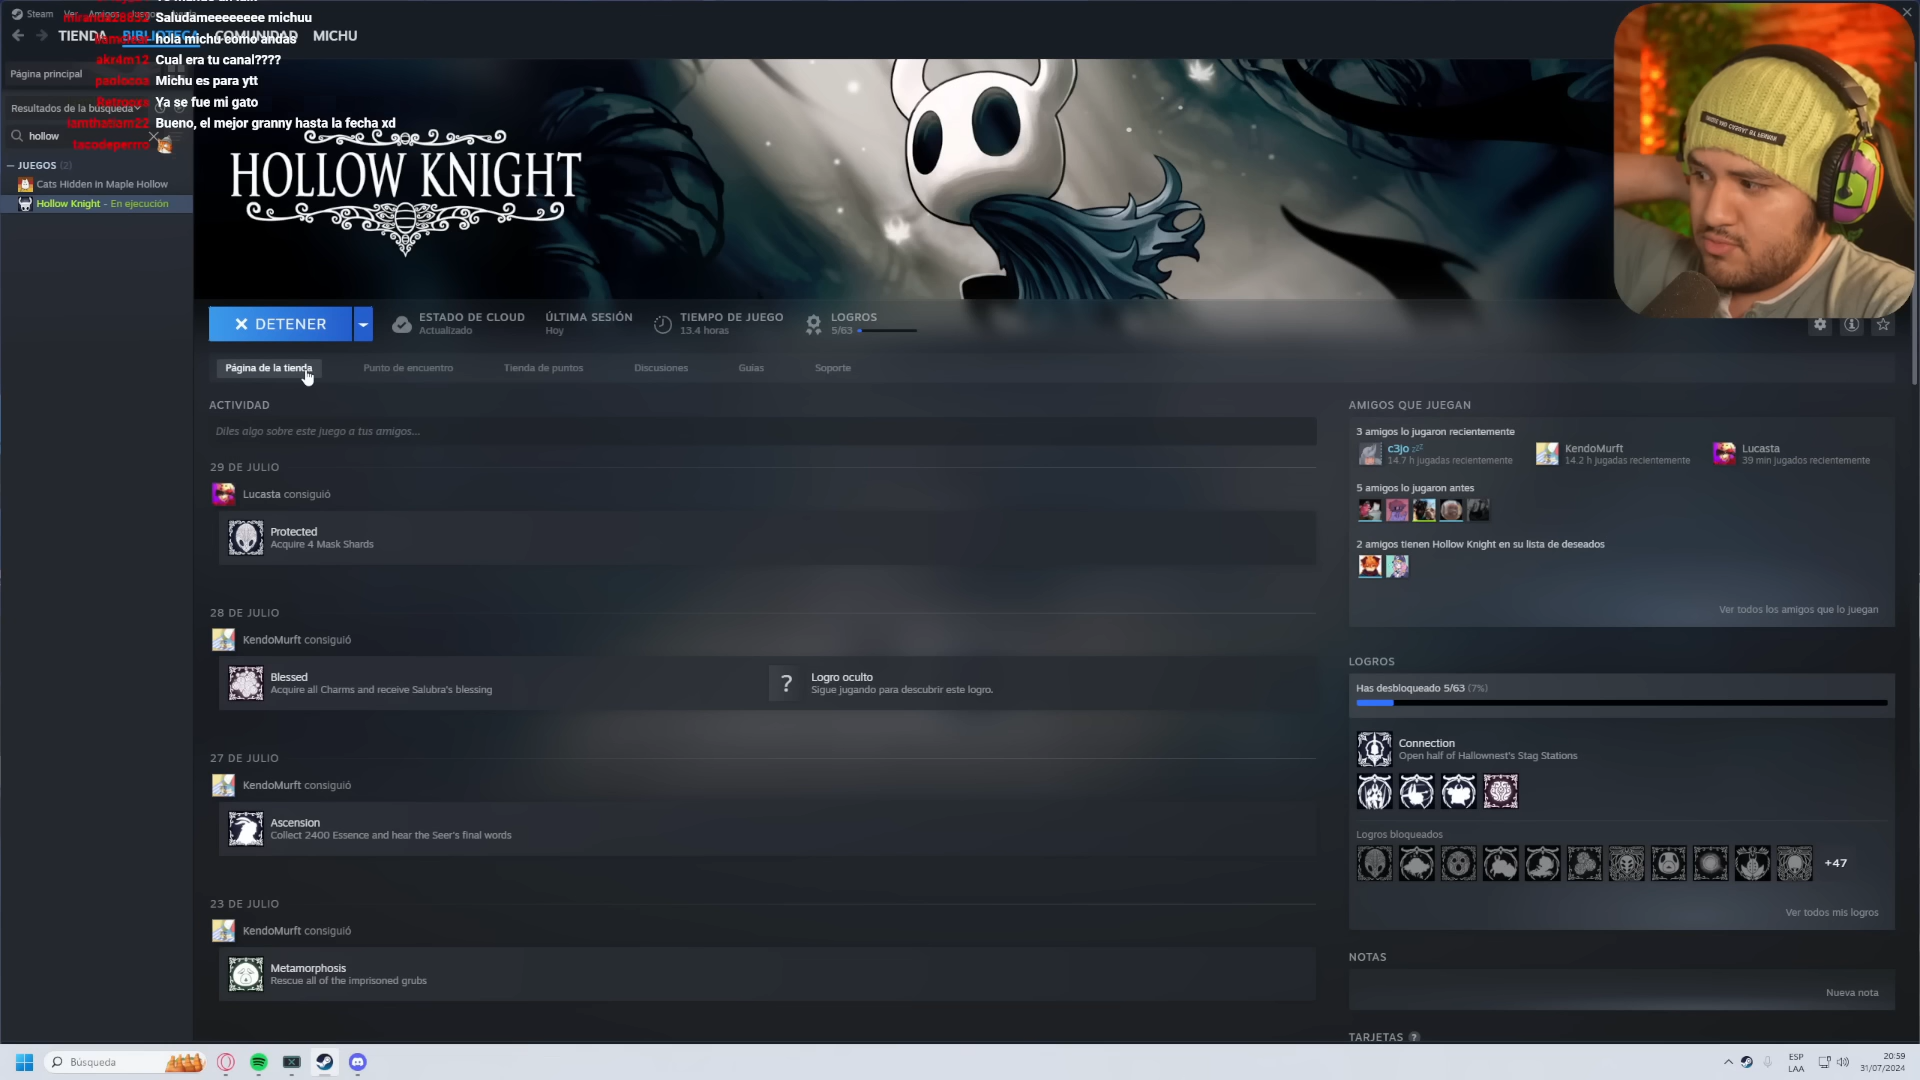 Saludameeeeeeee michuu
hola michu como andas
akr4m12 Cual era tu canal????
Michu es para ytt
Ya se fue mi gato
iamthatsam22 Bueno, el mejor granny hasta la fecha xd
tacodeperrro
Steam
TIENDA BIBLIOTECA COMUNIDAD MICHU
Página principal
Resultados de la búsqueda
hollow
JUEGOS (2)
Cats Hidden in Maple Hollow
Hollow Knight - En ejecución
HOLLOW KNIGHT
DETENER
ESTADO DE CLOUD
Actualizado
ÚLTIMA SESIÓN
Hoy
TIEMPO DE JUEGO
13.4 horas
LOGROS
5/63
Página de la tienda
Punto de encuentro
Tienda de puntos
Discusiones
Guías
Soporte
ACTIVIDAD
Diles algo sobre este juego a tus amigos...
29 DE JULIO
Lucasta consiguió
Protected
Acquire 4 Mask Shards
28 DE JULIO
KendoMurft consiguió
Blessed
Acquire all Charms and receive Salubra's blessing
?
Logro oculto
Sigue jugando para descubrir este logro.
27 DE JULIO
KendoMurft consiguió
Ascension
Collect 2400 Essence and hear the Seer's final words
23 DE JULIO
KendoMurft consiguió
Metamorphosis
Rescue all of the imprisoned grubs
AMIGOS QUE JUEGAN
3 amigos lo jugaron recientemente
c3jo
14.7 h jugadas recientemente
KendoMurft
14.2 h jugadas recientemente
Lucasta
39 min jugados recientemente
5 amigos lo jugaron antes
2 amigos tienen Hollow Knight en su lista de deseados
Ver todos los amigos que lo juegan
LOGROS
Has desbloqueado 5/63 (7%)
Connection
Open half of Hallownest's Stag Stations
Logros bloqueados
+47
Ver todos mis logros
NOTAS
Nueva nota
TARJETAS ?
Búsqueda
ESP
LAA
20:59
31/07/2024